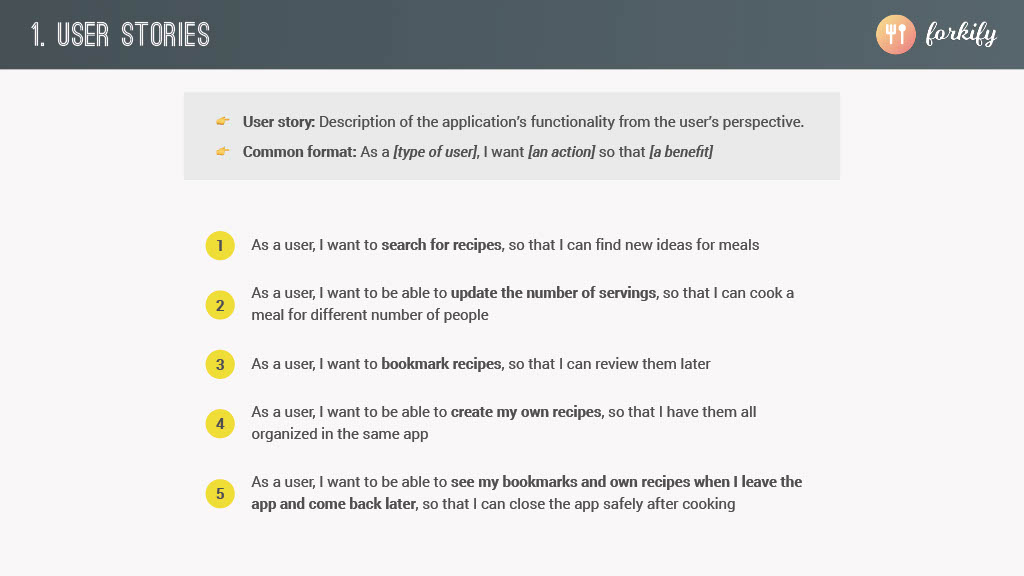 1. USER STORIES
forkify
User story: Description of the application’s functionality from the user’s perspective.
Common format: As a [type of user], I want [an action] so that [a benefit]
1 As a user, I want to search for recipes, so that I can find new ideas for meals
2 As a user, I want to be able to update the number of servings, so that I can cook a
meal for different number of people
3 As a user, I want to bookmark recipes, so that I can review them later
4 As a user, I want to be able to create my own recipes, so that I have them all
organized in the same app
5 As a user, I want to be able to see my bookmarks and own recipes when I leave the
app and come back later, so that I can close the app safely after cooking